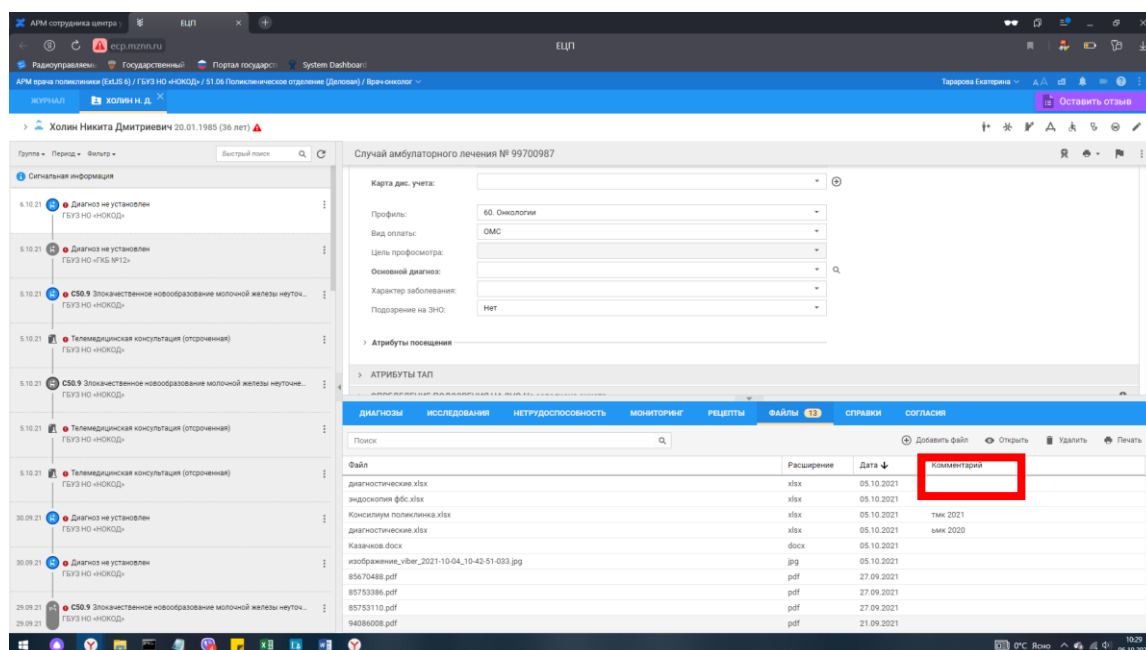 АРМ сотрудника центра у
ЕЦП
ecp.mznn.ru
ЕЦП
Радиоуправляемы
Государственный
Портал государст
System Dashboard
АРМ врача поликлиники (ExtJS 6) / ГБУЗ НО «НОКОД» / 51.06 Поликлиническое отделение (Деловая) / Врач-онколог
Тарарова Екатерина
ЖУРНАЛ
ХОЛИН Н. Д.
Оставить отзыв
Холин Никита Дмитриевич 20.01.1985 (36 лет)
Группа
Период
Фильтр
Быстрый поиск
Сигнальная информация
6.10.21 Диагноз не установлен
ГБУЗ НО «НОКОД»
5.10.21 Диагноз не установлен
ГБУЗ НО «ГКБ №12»
5.10.21 C50.9 Злокачественное новообразование молочной железы неуточ...
ГБУЗ НО «НОКОД»
5.10.21 Телемедицинская консультация (отсроченная)
ГБУЗ НО «НОКОД»
5.10.21 C50.9 Злокачественное новообразование молочной железы неуточне...
ГБУЗ НО «НОКОД»
5.10.21 Телемедицинская консультация (отсроченная)
ГБУЗ НО «НОКОД»
5.10.21 Телемедицинская консультация (отсроченная)
ГБУЗ НО «НОКОД»
30.09.21 Диагноз не установлен
ГБУЗ НО «НОКОД»
30.09.21 Диагноз не установлен
ГБУЗ НО «НОКОД»
29.09.21 C50.9 Злокачественное новообразование молочной железы неуточ...
29.09.21 ГБУЗ НО «НОКОД»
Случай амбулаторного лечения № 99700987
Карта дис. учета:
Профиль: 60. Онкологии
Вид оплаты: ОМС
Цель профосмотра:
Основной диагноз:
Характер заболевания:
Подозрение на ЗНО: Нет
Атрибуты посещения
АТРИБУТЫ ТАП
ДИАГНОЗЫ ИССЛЕДОВАНИЯ НЕТРУДОСПОСОБНОСТЬ МОНИТОРИНГ РЕЦЕПТЫ ФАЙЛЫ 13 СПРАВКИ СОГЛАСИЯ
Поиск
Добавить файл Открыть Удалить Печать
Файл Расширение Дата Комментарий
диагностические.xlsx xlsx 05.10.2021
эндоскопия фбс.xlsx xlsx 05.10.2021
Консилиум поликлинка.xlsx xlsx 05.10.2021 тмк 2021
диагностические.xlsx xlsx 05.10.2021 ьмк 2020
Казачков.docx docx 05.10.2021
изображение_viber_2021-10-04_10-42-51-033.jpg jpg 05.10.2021
85670488.pdf pdf 27.09.2021
85753386.pdf pdf 27.09.2021
85753110.pdf pdf 27.09.2021
94086008.pdf pdf 21.09.2021
0°C Ясно
10:29